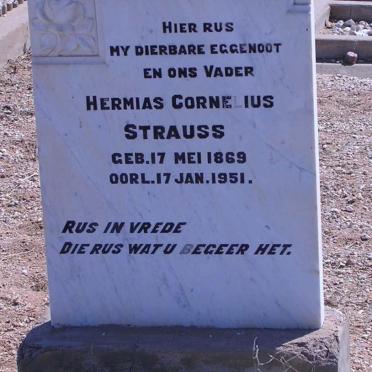 HIER RUS
MY DIERBARE EGGENOOT
EN ONS VADER
HERMIAS CORNELIUS
STRAUSS
GEB. 17 MEI 1869
OORL. 17 JAN. 1951.
RUS IN VREDE
DIE RUS WAT U BEGEER HET.